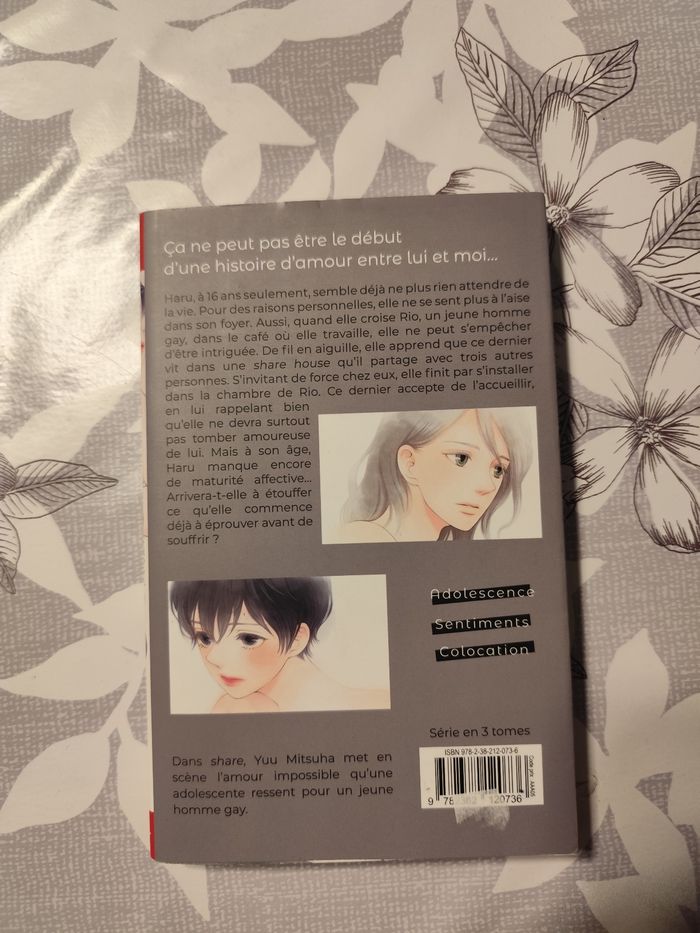 Ça ne peut pas être le début
d'une histoire d'amour entre lui et moi...
Haru, à 16 ans seulement, semble déjà ne plus rien attendre de
la vie. Pour des raisons personnelles, elle ne se sent plus à l'aise
dans son foyer. Aussi, quand elle croise Rio, un jeune homme
gay, dans le café où elle travaille, elle ne peut s'empêcher
d'être intriguée. De fil en aiguille, elle apprend que ce dernier
vit dans une share house qu'il partage avec trois autres
personnes. S'invitant de force chez eux, elle finit par s'installer
dans la chambre de Rio. Ce dernier accepte de l'accueillir,
en lui rappelant bien
qu'elle ne devra surtout
pas tomber amoureuse
de lui. Mais à son âge,
Haru manque encore
de maturité affective...
Arrivera-t-elle à étouffer
ce qu'elle commence
déjà à éprouver avant de
souffrir ?
Adolescence
Sentiments
Colocation
Dans share, Yuu Mitsuha met en
scène l'amour impossible qu'une
adolescente ressent pour un jeune
homme gay.
Série en 3 tomes
ISBN 978-2-38-212-073-6
Code prix : AKA05
9 782382 120736